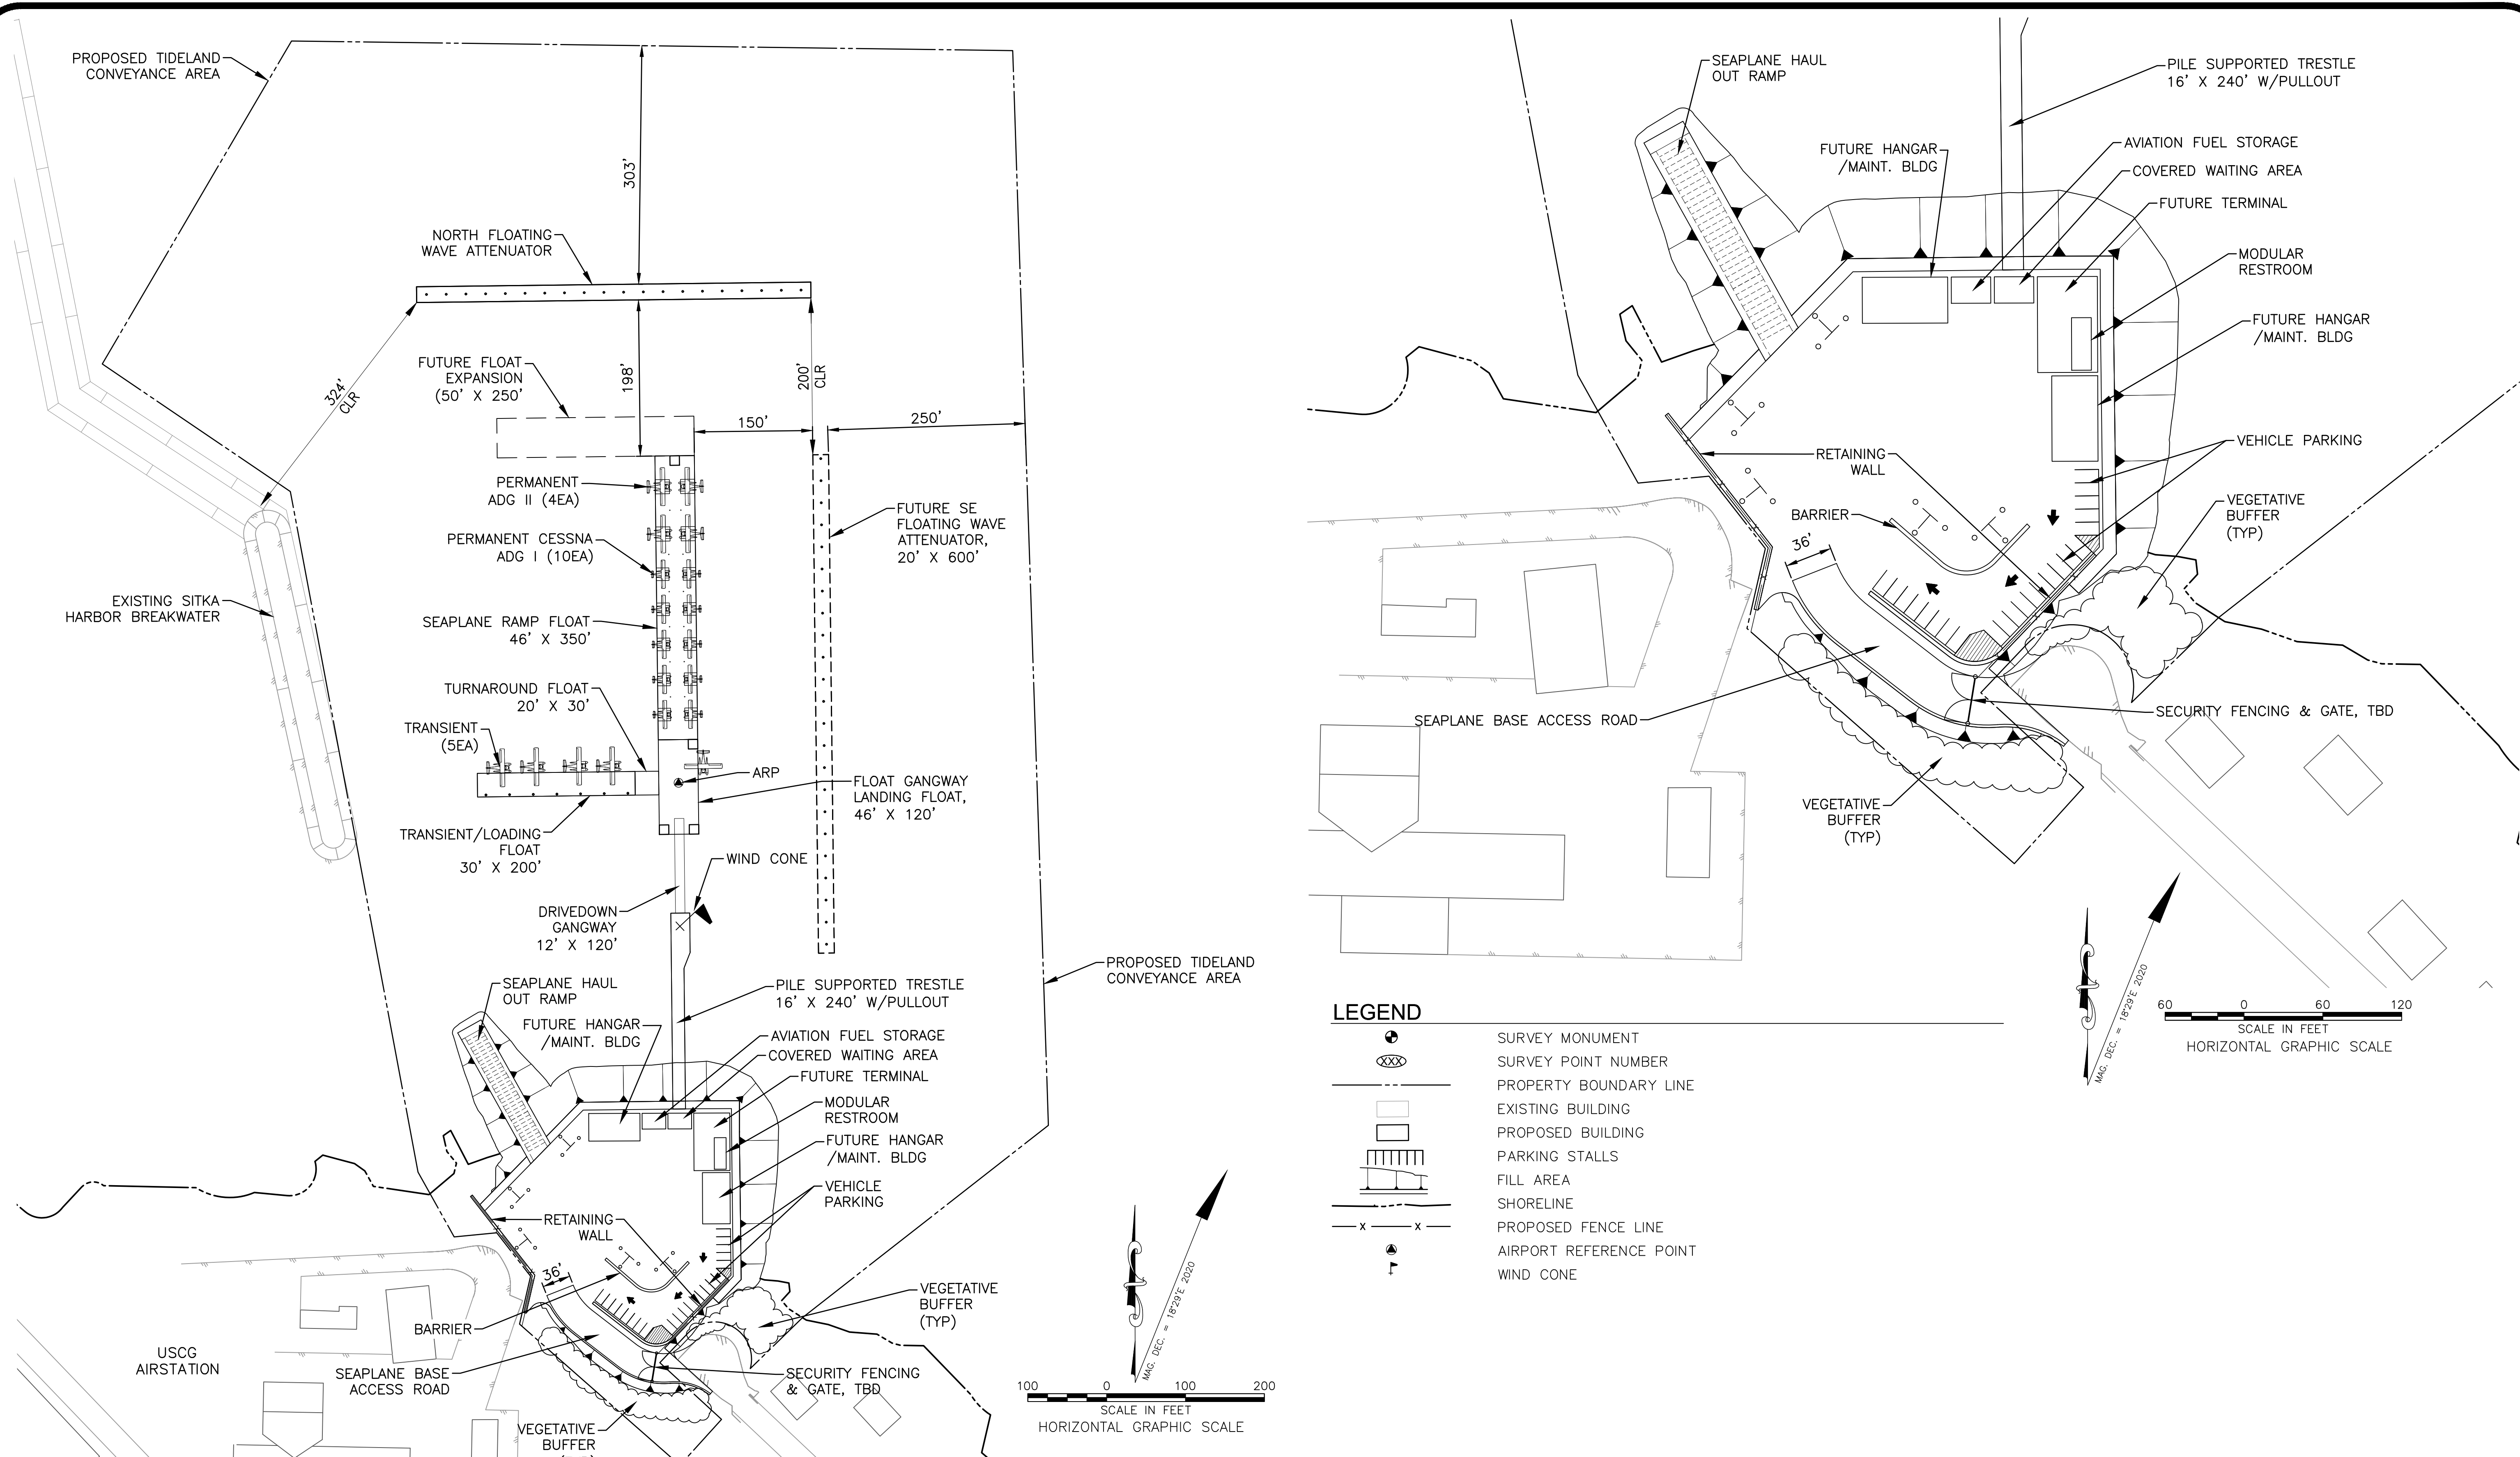 PROPOSED TIDELAND
CONVEYANCE AREA
303'
NORTH FLOATING
WAVE ATTENUATOR
324'
CLR
198'
200'
CLR
FUTURE FLOAT
EXPANSION
(50' X 250'
150'
250'
PERMANENT
ADG II (4EA)
PERMANENT CESSNA
ADG I (10EA)
FUTURE SE
FLOATING WAVE
ATTENUATOR,
20' X 600'
EXISTING SITKA
HARBOR BREAKWATER
SEAPLANE RAMP FLOAT
46' X 350'
TURNAROUND FLOAT
20' X 30'
TRANSIENT
(5EA)
ARP
FLOAT GANGWAY
LANDING FLOAT,
46' X 120'
TRANSIENT/LOADING
FLOAT
30' X 200'
WIND CONE
DRIVEDOWN
GANGWAY
12' X 120'
PROPOSED TIDELAND
CONVEYANCE AREA
SEAPLANE HAUL
OUT RAMP
PILE SUPPORTED TRESTLE
16' X 240' W/PULLOUT
FUTURE HANGAR
/MAINT. BLDG
AVIATION FUEL STORAGE
COVERED WAITING AREA
FUTURE TERMINAL
MODULAR
RESTROOM
FUTURE HANGAR
/MAINT. BLDG
VEHICLE
PARKING
RETAINING
WALL
36'
BARRIER
VEGETATIVE
BUFFER
(TYP)
USCG
AIRSTATION
SEAPLANE BASE
ACCESS ROAD
SECURITY FENCING
& GATE, TBD
VEGETATIVE
BUFFER
MAG. DEC. = 18°29'E 2020
100 0 100 200
SCALE IN FEET
HORIZONTAL GRAPHIC SCALE
SEAPLANE HAUL
OUT RAMP
PILE SUPPORTED TRESTLE
16' X 240' W/PULLOUT
FUTURE HANGAR
/MAINT. BLDG
AVIATION FUEL STORAGE
COVERED WAITING AREA
FUTURE TERMINAL
MODULAR
RESTROOM
FUTURE HANGAR
/MAINT. BLDG
VEHICLE PARKING
RETAINING
WALL
BARRIER
36'
VEGETATIVE
BUFFER
(TYP)
SEAPLANE BASE ACCESS ROAD
SECURITY FENCING & GATE, TBD
VEGETATIVE
BUFFER
(TYP)
MAG. DEC. = 18°29'E 2020
60 0 60 120
SCALE IN FEET
HORIZONTAL GRAPHIC SCALE
LEGEND
SURVEY MONUMENT
XXX SURVEY POINT NUMBER
PROPERTY BOUNDARY LINE
EXISTING BUILDING
PROPOSED BUILDING
PARKING STALLS
FILL AREA
SHORELINE
X X PROPOSED FENCE LINE
AIRPORT REFERENCE POINT
WIND CONE